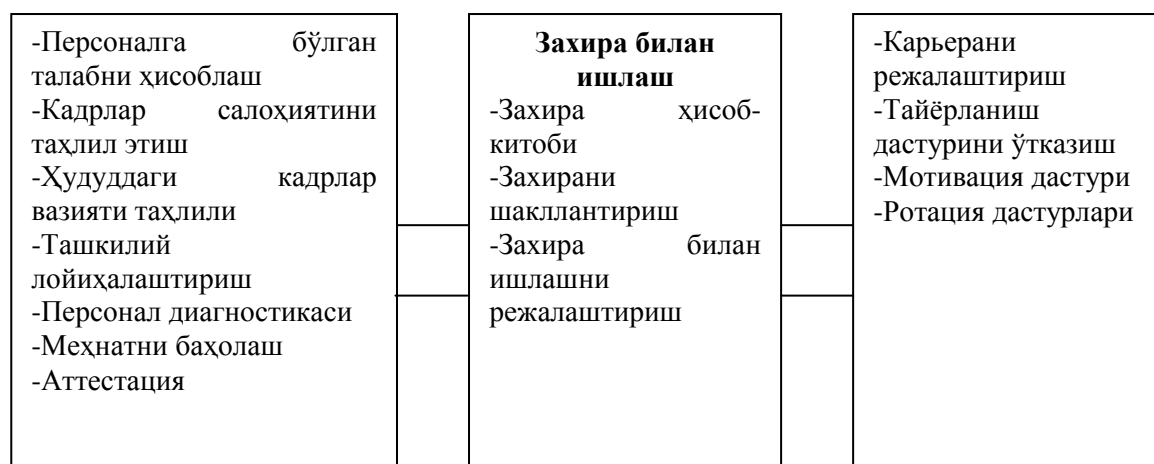 -Персоналга бўлган
талабни ҳисоблаш
-Кадрлар салоҳиятини
таҳлил этиш
-Ҳудуддаги кадрлар
вазияти таҳлили
-Ташкилий
лойиҳалаштириш
-Персонал диагностикаси
-Меҳнатни баҳолаш
-Аттестация
Захира билан
ишлаш
-Захира ҳисоб-
китоби
-Захирани
шакллантириш
-Захира билан
ишлашни
режалаштириш
-Карьерани
режалаштириш
-Тайёрланиш
дастурини ўтказиш
-Мотивация дастури
-Ротация дастурлари